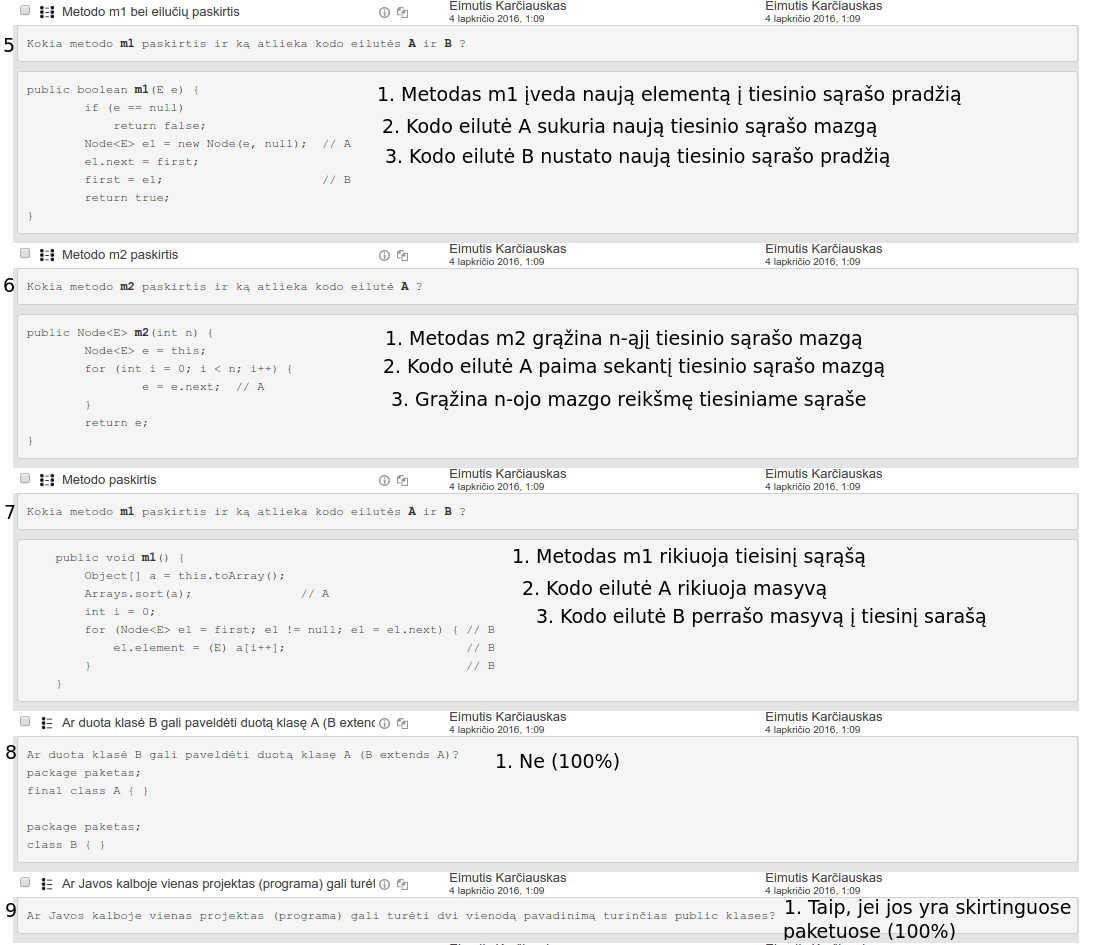 Metodo m1 bei eilučių paskirtis
Eimutis Karčiauskas
4 lapkričio 2016, 1:09
Eimutis Karčiauskas
4 lapkričio 2016, 1:09
5
Kokia metodo m1 paskirtis ir ką atlieka kodo eilutės A ir B ?
public boolean m1(E e) {
if (e == null)
return false;
Node<E> el = new Node(e, null); // A
el.next = first;
first = el; // B
return true;
}
1. Metodas m1 įveda naują elementą į tiesinio sąrašo pradžią
2. Kodo eilutė A sukuria naują tiesinio sąrašo mazgą
3. Kodo eilutė B nustato naują tiesinio sąrašo pradžią
Metodo m2 paskirtis
Eimutis Karčiauskas
4 lapkričio 2016, 1:09
Eimutis Karčiauskas
4 lapkričio 2016, 1:09
6
Kokia metodo m2 paskirtis ir ką atlieka kodo eilutė A ?
public Node<E> m2(int n) {
Node<E> e = this;
for (int i = 0; i < n; i++) {
e = e.next; // A
}
return e;
}
1. Metodas m2 grąžina n-ąjį tiesinio sąrašo mazgą
2. Kodo eilutė A paima sekantį tiesinio sąrašo mazgą
3. Grąžina n-ojo mazgo reikšmę tiesiniame sąraše
Metodo paskirtis
Eimutis Karčiauskas
4 lapkričio 2016, 1:09
Eimutis Karčiauskas
4 lapkričio 2016, 1:09
7
Kokia metodo m1 paskirtis ir ką atlieka kodo eilutės A ir B ?
public void m1() {
Object[] a = this.toArray();
Arrays.sort(a); // A
int i = 0;
for (Node<E> el = first; el != null; el = el.next) { // B
el.element = (E) a[i++]; // B
} // B
}
1. Metodas m1 rikiuoja tieisinį sąrąšą
2. Kodo eilutė A rikiuoja masyvą
3. Kodo eilutė B perrašo masyvą į tiesinį sarašą
Ar duota klasė B gali paveldėti duotą klasę A (B extenc
Eimutis Karčiauskas
4 lapkričio 2016, 1:09
Eimutis Karčiauskas
4 lapkričio 2016, 1:09
8
Ar duota klasė B gali paveldėti duotą klasę A (B extends A)?
package paketas;
final class A { }
package paketas;
class B { }
1. Ne (100%)
Ar Javos kalboje vienas projektas (programa) gali turėt
Eimutis Karčiauskas
4 lapkričio 2016, 1:09
Eimutis Karčiauskas
4 lapkričio 2016, 1:09
9
Ar Javos kalboje vienas projektas (programa) gali turėti dvi vienodą pavadinimą turinčias public klases?
1. Taip, jei jos yra skirtinguose
paketuose (100%)